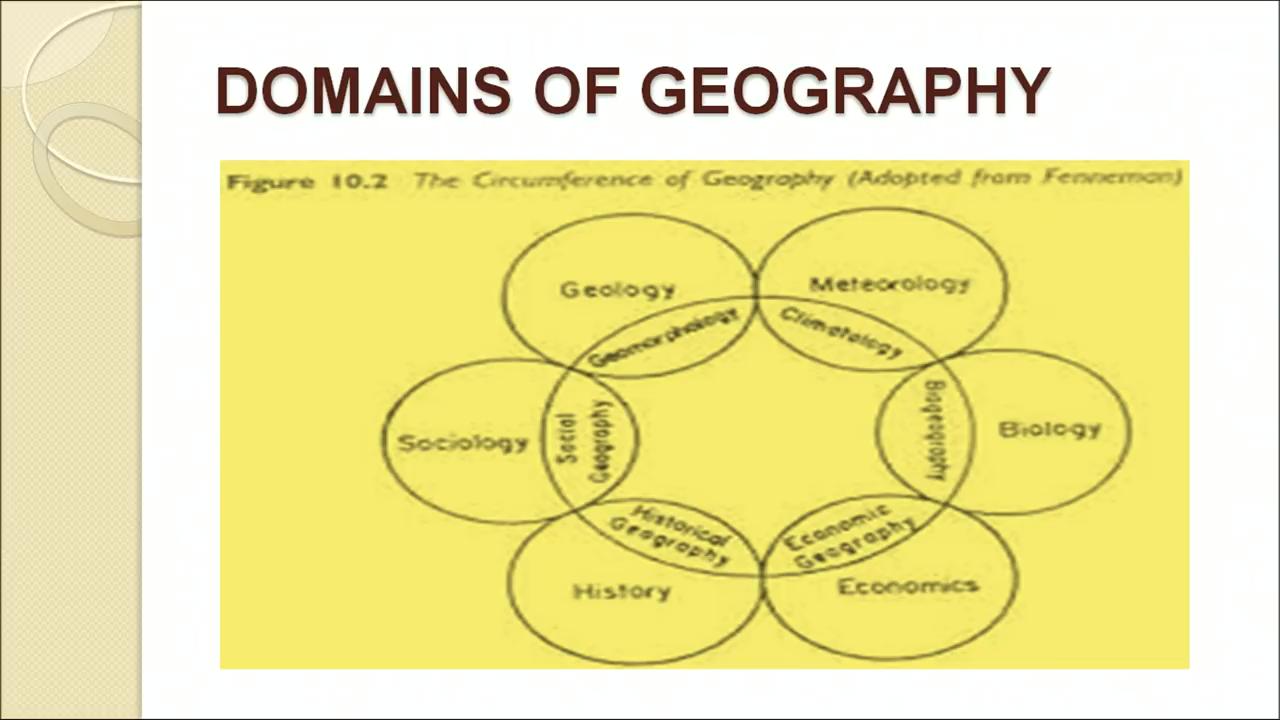 DOMAINS OF GEOGRAPHY
Figure 10.2 The Circumference of Geography (Adopted from Fenneman)
Geology
Meteorology
Geomorphology
Climatology
Sociology
Social
Geography
Biogeography
Biology
Historical
Geography
Economic
Geography
History
Economics